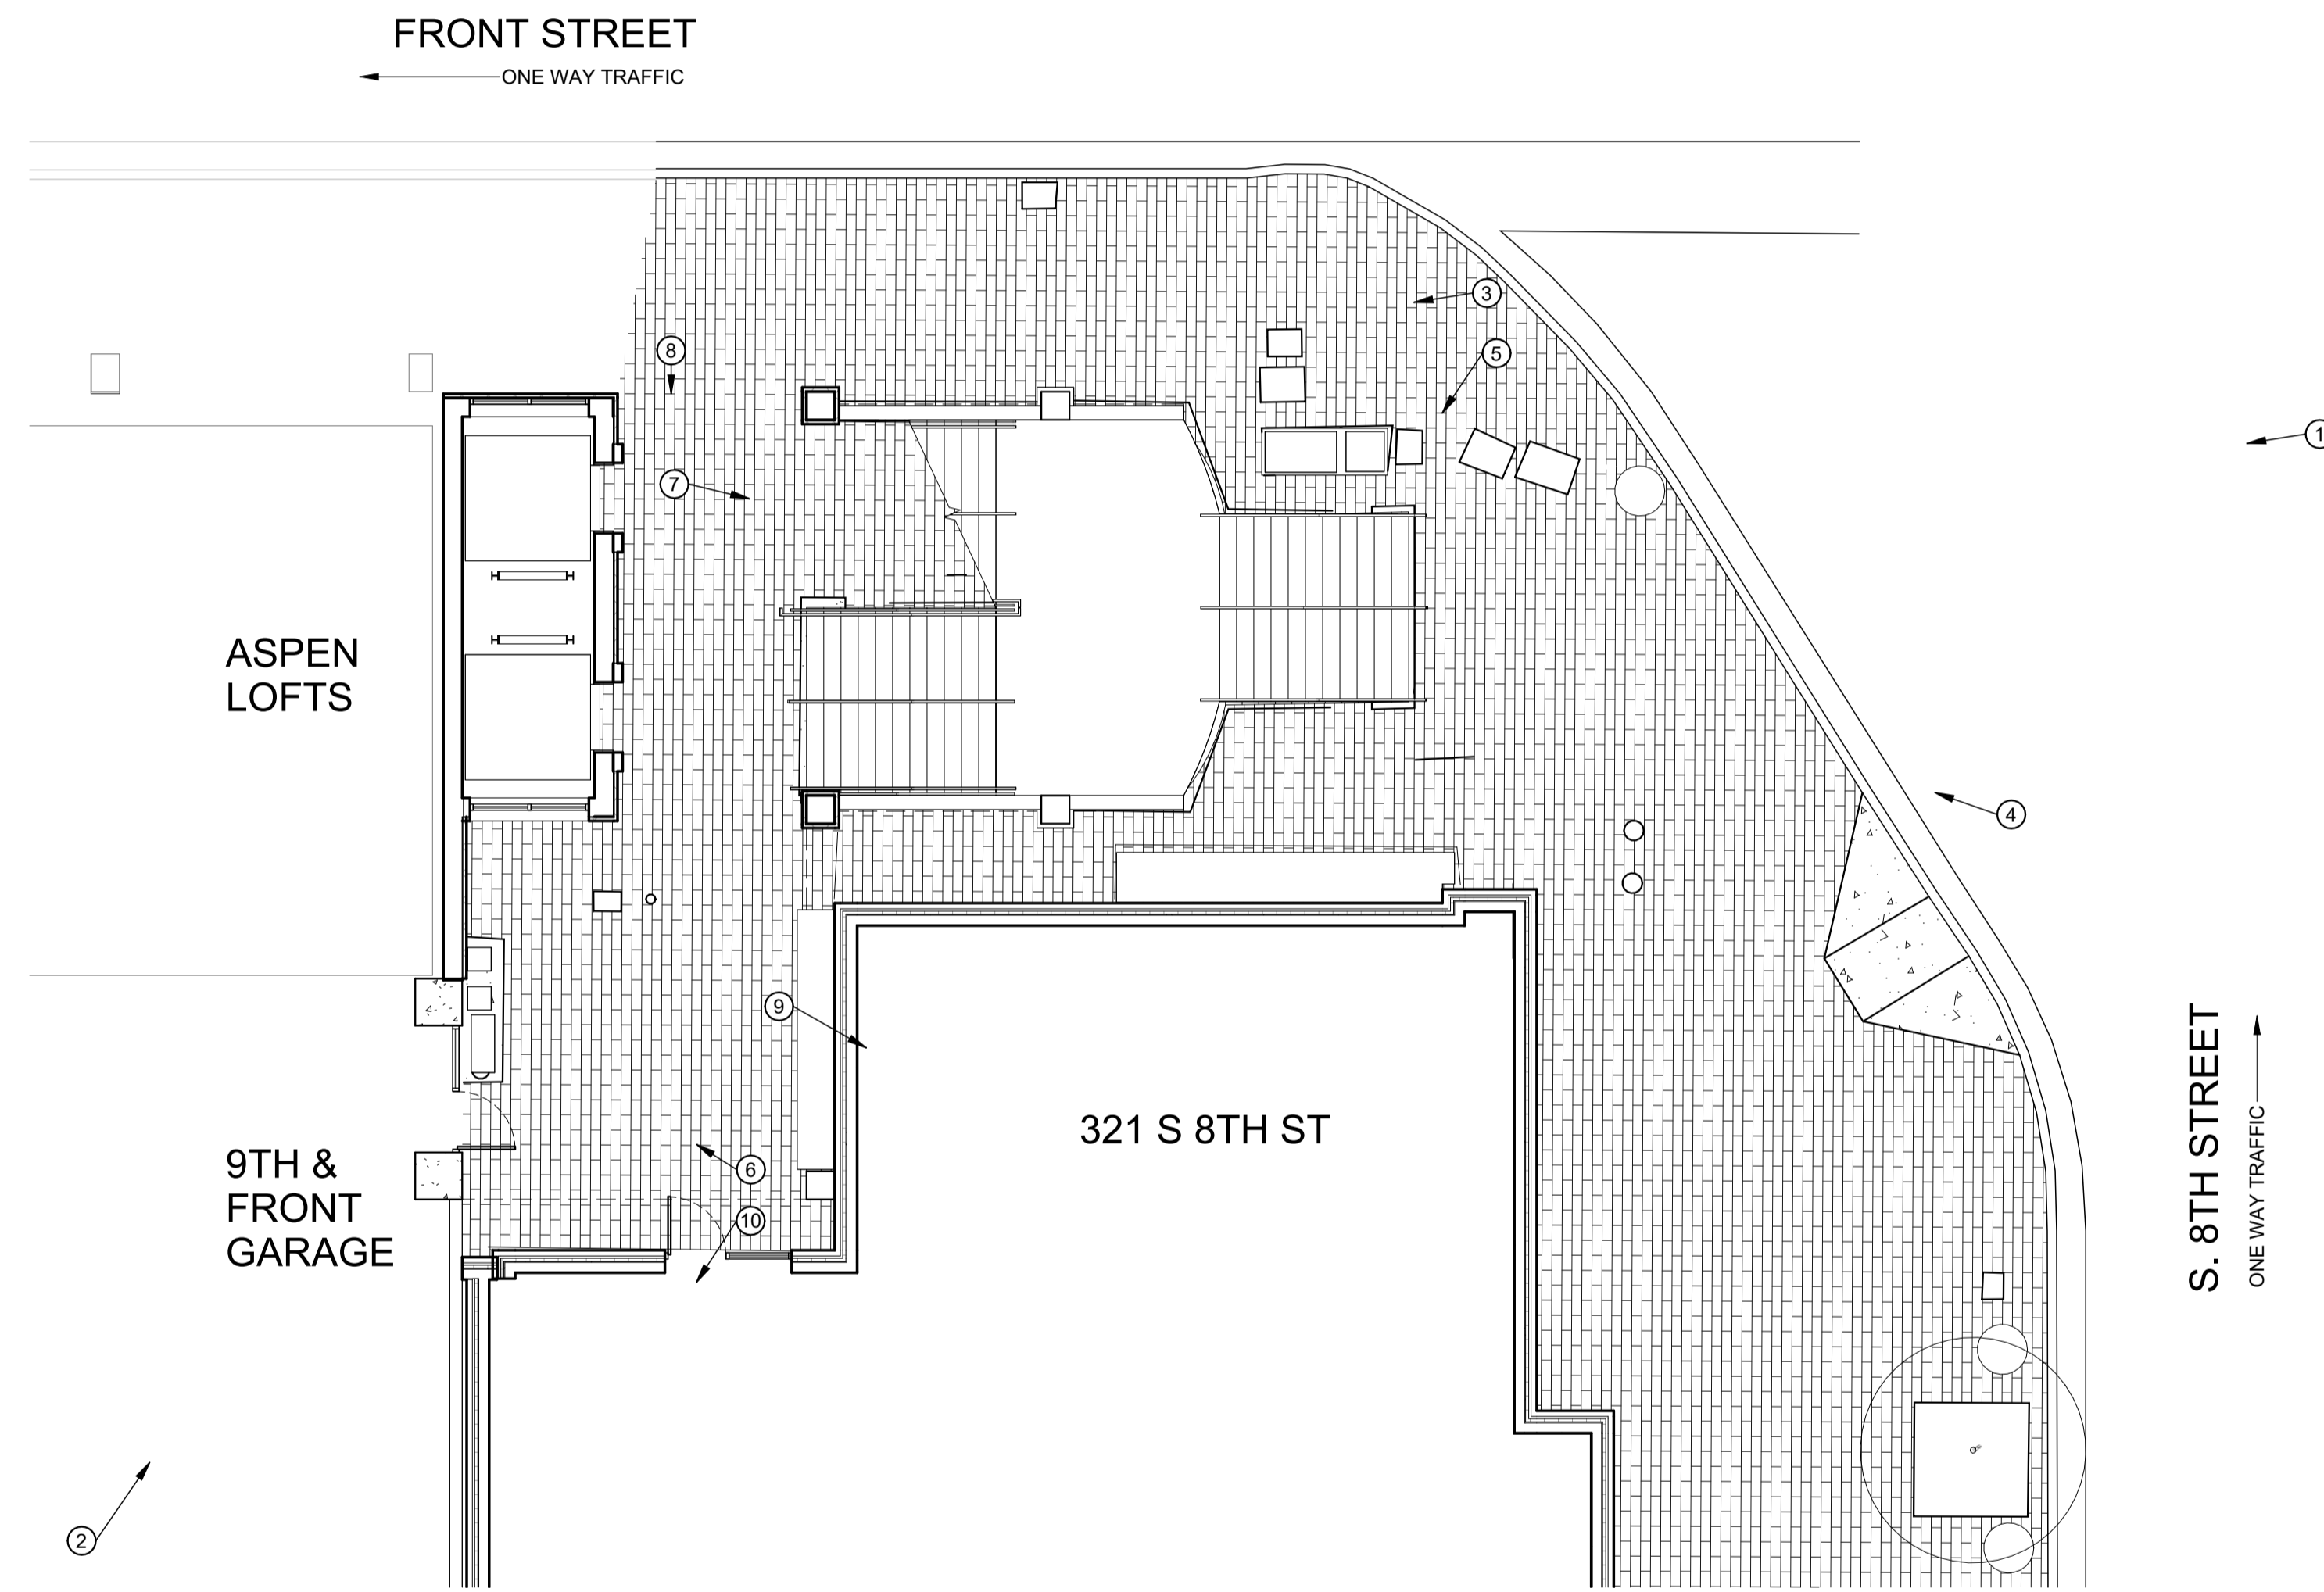 FRONT STREET
ONE WAY TRAFFIC
3
8
5
1
7
ASPEN
LOFTS
4
9
S. 8TH STREET
ONE WAY TRAFFIC
321 S 8TH ST
9TH &
FRONT
GARAGE
6
10
2